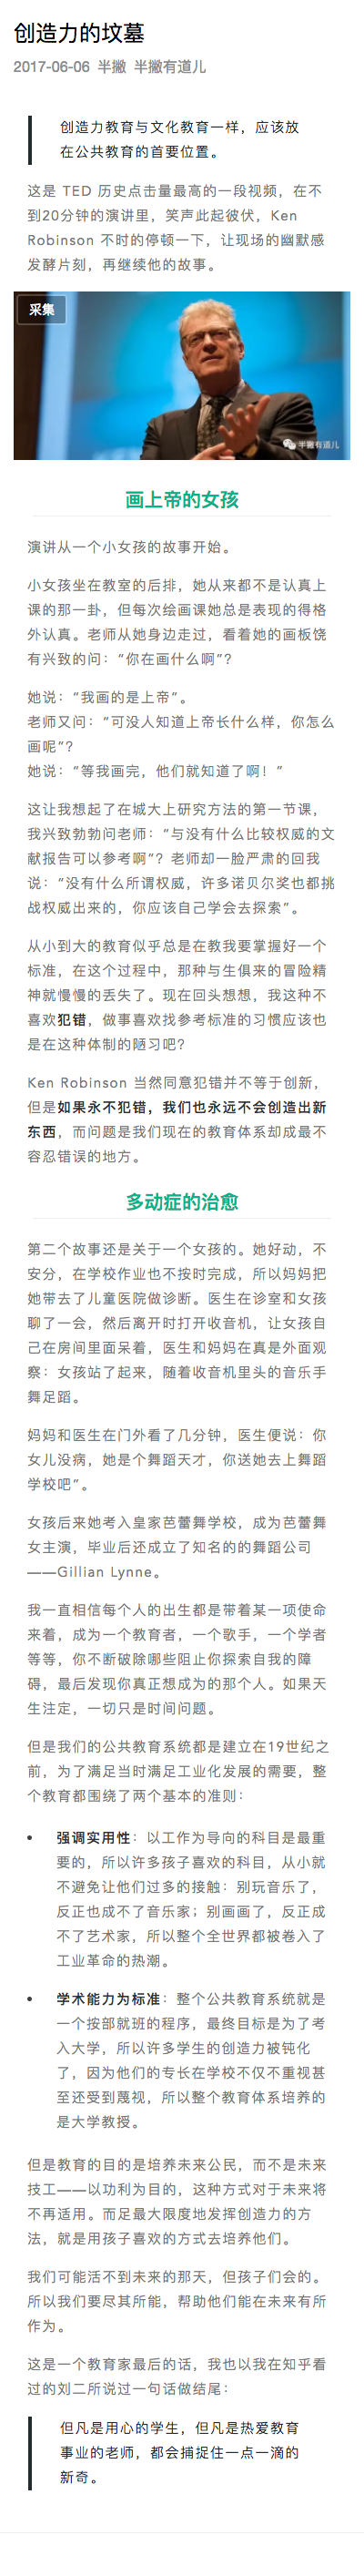 创造力的坟墓
2017-06-06 半撇 半撇有道儿
创造力教育与文化教育一样，应该放
在公共教育的首要位置。
这是 TED 历史点击量最高的一段视频，在不
到20分钟的演讲里，笑声此起彼伏，Ken
Robinson 不时的停顿一下，让现场的幽默感
发酵片刻，再继续他的故事。
采集
半撇有道儿
画上帝的女孩
演讲从一个小女孩的故事开始。
小女孩坐在教室的后排，她从来都不是认真上
课的那一卦，但每次绘画课她总是表现的得格
外认真。老师从她身边走过，看着她的画板饶
有兴致的问：“你在画什么啊”？
她说：“我画的是上帝”。
老师又问：“可没人知道上帝长什么样，你怎么
画呢”？
她说：“等我画完，他们就知道了啊！”
这让我想起了在城大上研究方法的第一节课，
我兴致勃勃问老师：“与没有什么比较权威的文
献报告可以参考啊”？老师却一脸严肃的回我
说：“没有什么所谓权威，许多诺贝尔奖也都挑
战权威出来的，你应该自己学会去探索”。
从小到大的教育似乎总是在教我要掌握好一个
标准，在这个过程中，那种与生俱来的冒险精
神就慢慢的丢失了。现在回头想想，我这种不
喜欢犯错，做事喜欢找参考标准的习惯应该也
是在这种体制的陋习吧？
Ken Robinson 当然同意犯错并不等于创新，
但是如果永不犯错，我们也永远不会创造出新
东西，而问题是我们现在的教育体系却成最不
容忍错误的地方。
多动症的治愈
第二个故事还是关于一个女孩的。她好动，不
安分，在学校作业也不按时完成，所以妈妈把
她带去了儿童医院做诊断。医生在诊室和女孩
聊了一会，然后离开时打开收音机，让女孩自
己在房间里面呆着，医生和妈妈在真是外面观
察：女孩站了起来，随着收音机里头的音乐手
舞足蹈。
妈妈和医生在门外看了几分钟，医生便说：你
女儿没病，她是个舞蹈天才，你送她去上舞蹈
学校吧”。
女孩后来她考入皇家芭蕾舞学校，成为芭蕾舞
女主演，毕业后还成立了知名的的舞蹈公司
——Gillian Lynne。
我一直相信每个人的出生都是带着某一项使命
来着，成为一个教育者，一个歌手，一个学者
等等，你不断破除哪些阻止你探索自我的障
碍，最后发现你真正想成为的那个人。如果天
生注定，一切只是时间问题。
但是我们的公共教育系统都是建立在19世纪之
前，为了满足当时满足工业化发展的需要，整
个教育都围绕了两个基本的准则：
• 强调实用性：以工作为导向的科目是最重
要的，所以许多孩子喜欢的科目，从小就
不避免让他们过多的接触：别玩音乐了，
反正也成不了音乐家；别画画了，反正成
不了艺术家，所以整个全世界都被卷入了
工业革命的热潮。
• 学术能力为标准：整个公共教育系统就是
一个按部就班的程序，最终目标是为了考
入大学，所以许多学生的创造力被钝化
了，因为他们的专长在学校不仅不重视甚
至还受到蔑视，所以整个教育体系培养的
是大学教授。
但是教育的目的是培养未来公民，而不是未来
技工——以功利为目的，这种方式对于未来将
不再适用。而足最大限度地发挥创造力的方
法，就是用孩子喜欢的方式去培养他们。
我们可能活不到未来的那天，但孩子们会的。
所以我们要尽其所能，帮助他们能在未来有所
作为。
这是一个教育家最后的话，我也以我在知乎看
过的刘二所说过一句话做结尾：
但凡是用心的学生，但凡是热爱教育
事业的老师，都会捕捉住一点一滴的
新奇。